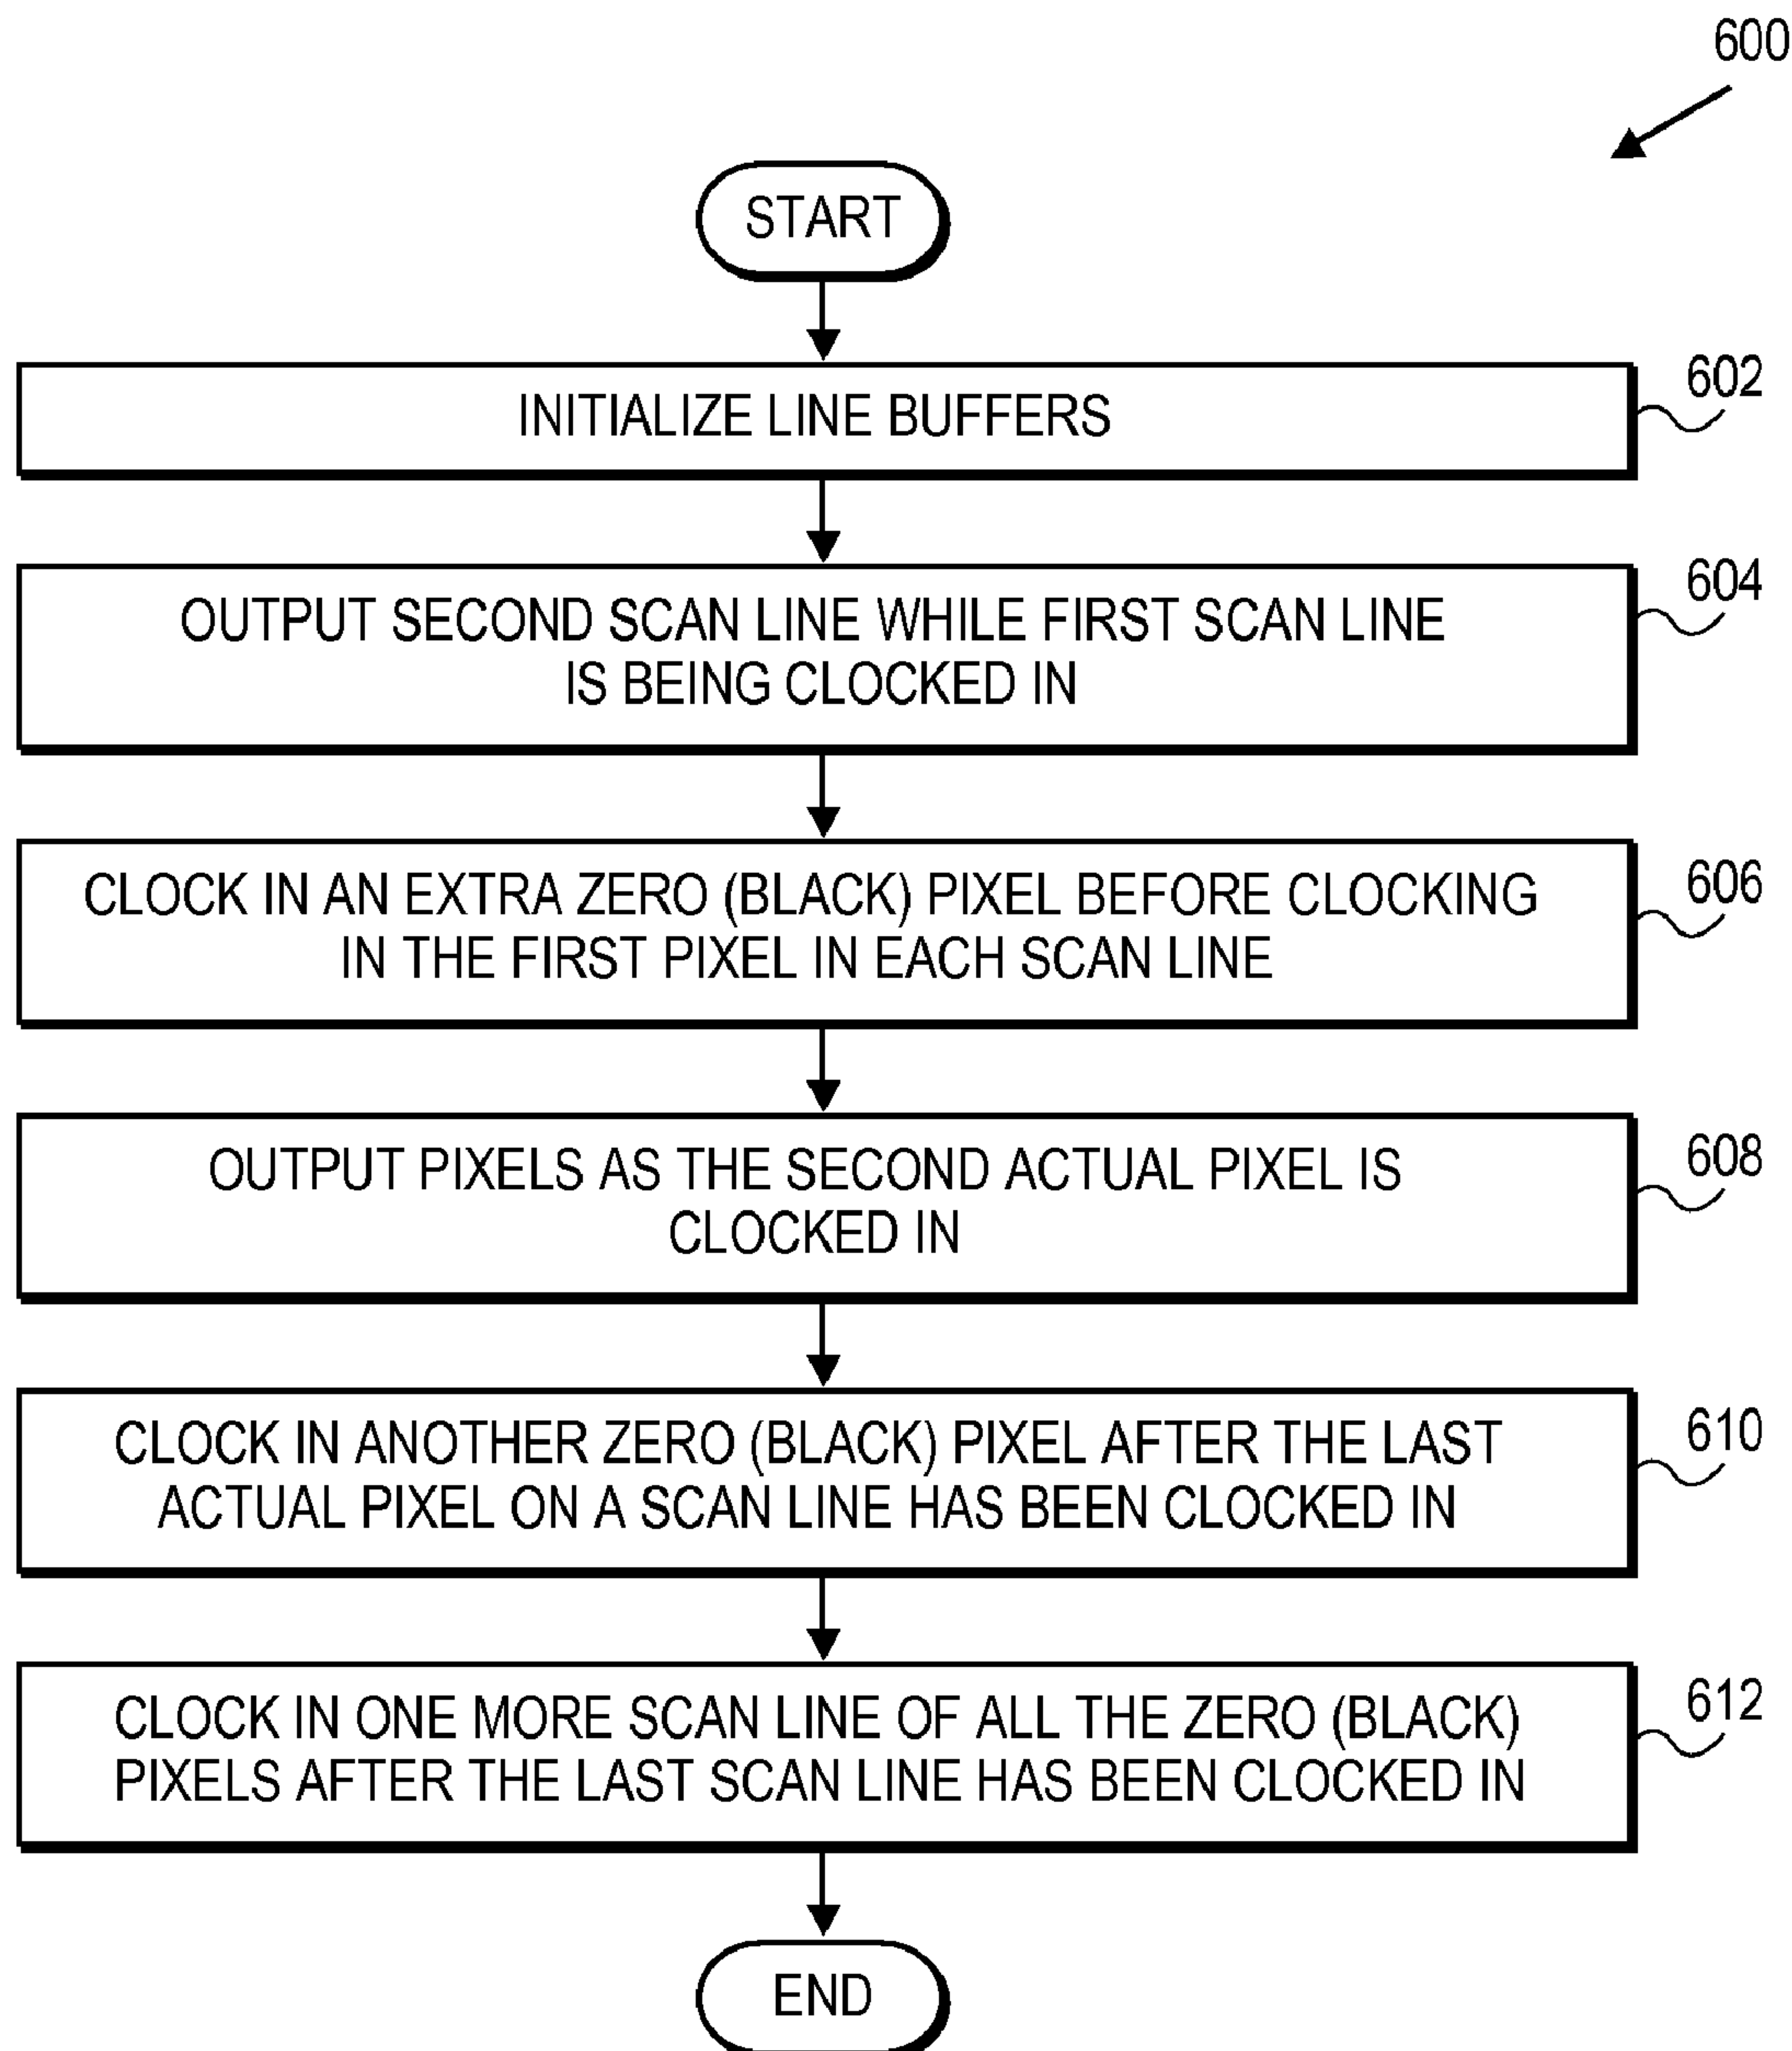 600
START
INITIALIZE LINE BUFFERS
602
OUTPUT SECOND SCAN LINE WHILE FIRST SCAN LINE
IS BEING CLOCKED IN
604
CLOCK IN AN EXTRA ZERO (BLACK) PIXEL BEFORE CLOCKING
IN THE FIRST PIXEL IN EACH SCAN LINE
606
OUTPUT PIXELS AS THE SECOND ACTUAL PIXEL IS
CLOCKED IN
608
CLOCK IN ANOTHER ZERO (BLACK) PIXEL AFTER THE LAST
ACTUAL PIXEL ON A SCAN LINE HAS BEEN CLOCKED IN
610
CLOCK IN ONE MORE SCAN LINE OF ALL THE ZERO (BLACK)
PIXELS AFTER THE LAST SCAN LINE HAS BEEN CLOCKED IN
612
END